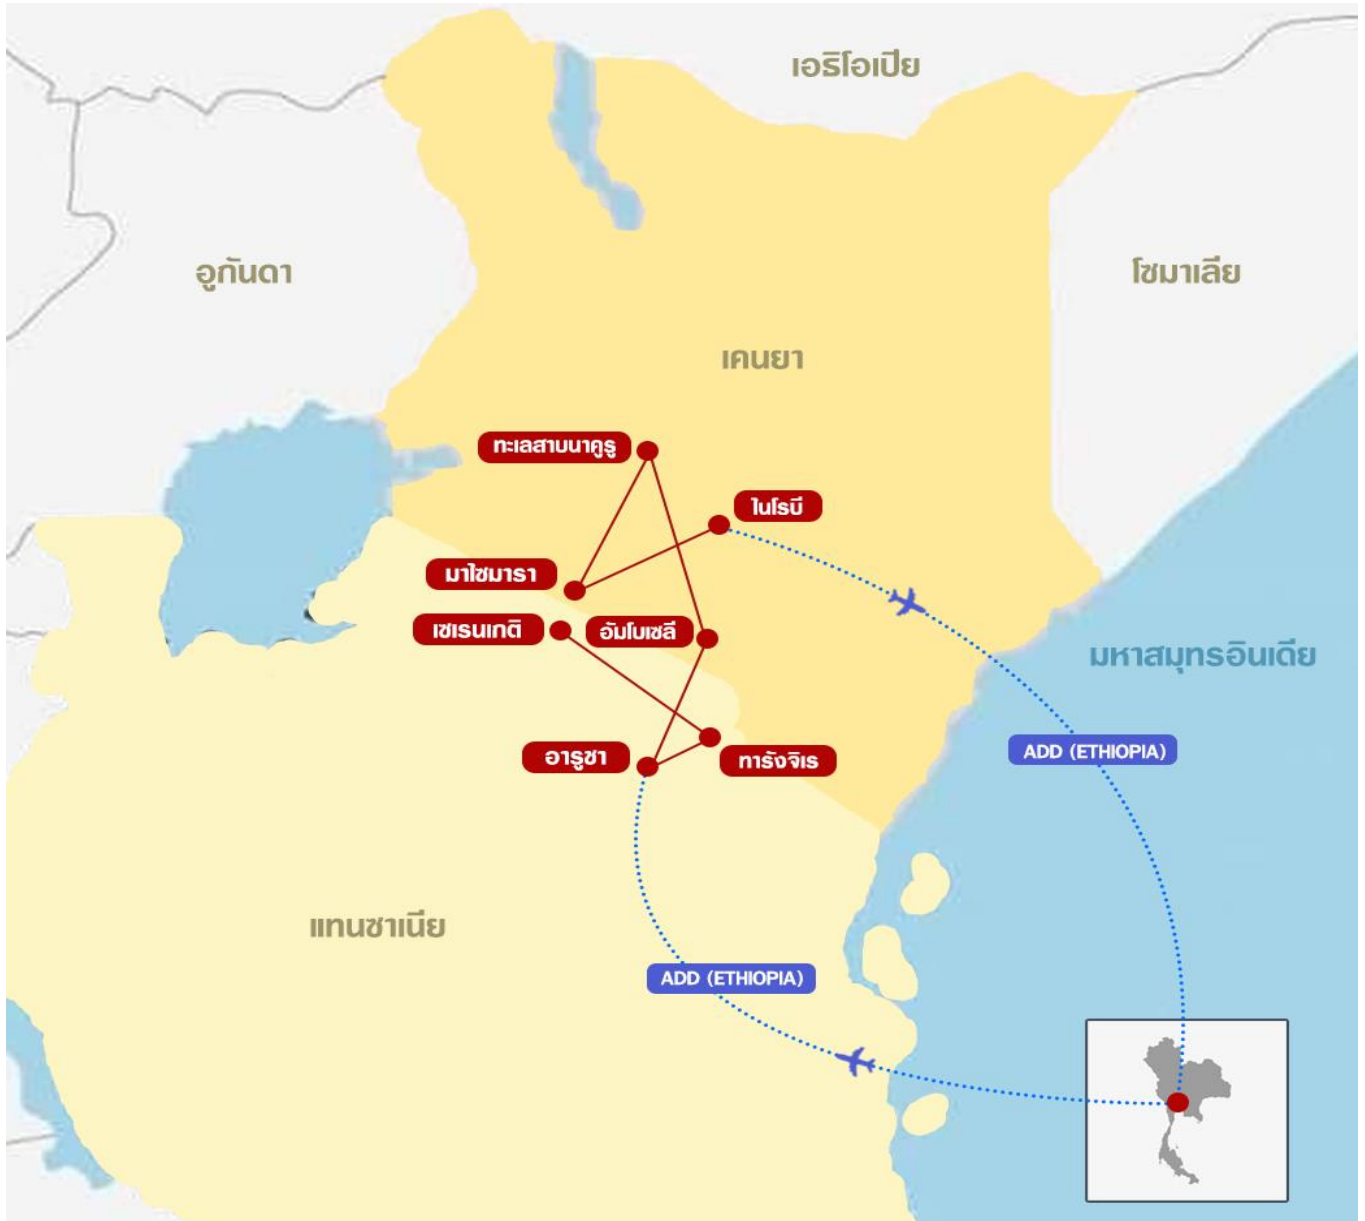 เอธิโอเปีย
อูกันดา
โซมาเลีย
เคนยา
ทะเลสาบนาคูรู
ไนโรบี
มาไซมารา
เซเรนเกติ
อัมโบเซลี
มหาสมุทรอินเดีย
อารูชา
ทารังจิเร
ADD (ETHIOPIA)
แทนซาเนีย
ADD (ETHIOPIA)